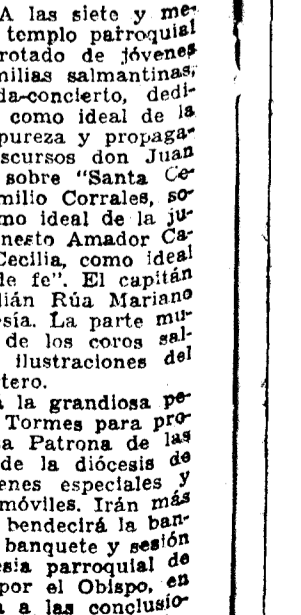 A las siete y me-
templo parroquial
rotado de jóvenes
milias salmantinas,
da-concierto, dedi-
como ideal de la
pureza y propaga-
scursos don Juan
sobre "Santa Ce-
milio Corrales, so-
mo ideal de la ju-
nesto Amador Ca-
Cecilia, como ideal
de fe". El capitán
lián Rúa Mariano
esía. La parte mu-
de los coros sal-
ilustraciones del
tero.
a la grandiosa pe-
Tormes para pro-
sa Patrona de las
de la diócesis de
enes especiales y
móviles. Irán más
bendecirá la ban-
banquete y sesión
esia parroquial de
por el Obispo, en
a a las conclusio-